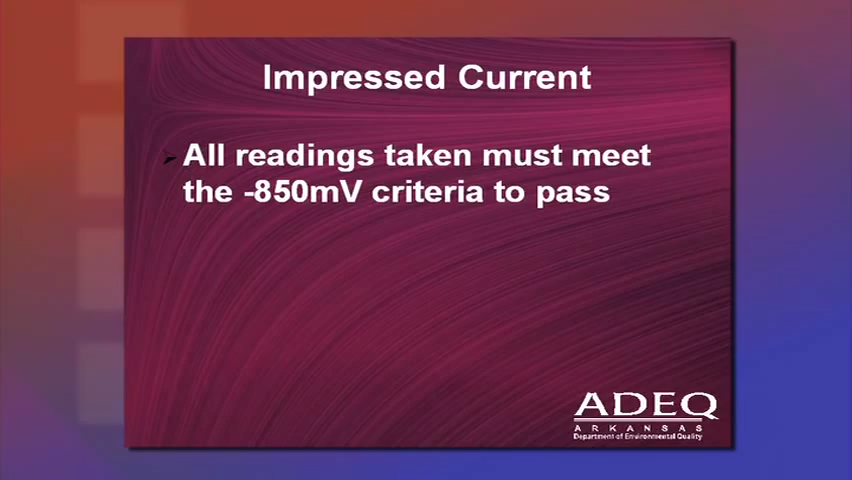 Impressed Current
All readings taken must meet
the -850mV criteria to pass
ADEQ
ARKANSAS
Department of Environmental Quality